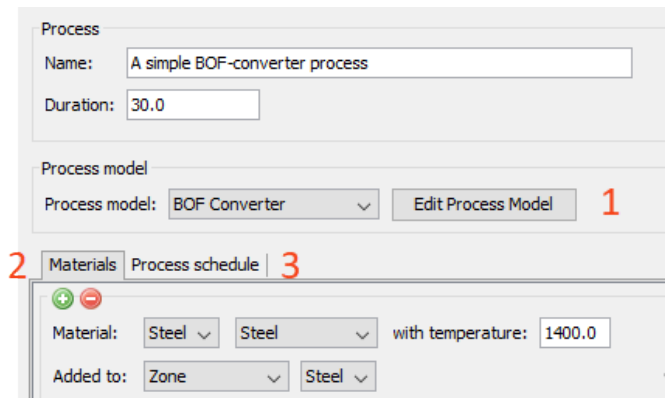 Process
Name: A simple BOF-converter process
Duration: 30.0
Process model
Process model: BOF Converter Edit Process Model 1
2 Materials Process schedule 3
Material: Steel Steel with temperature: 1400.0
Added to: Zone Steel